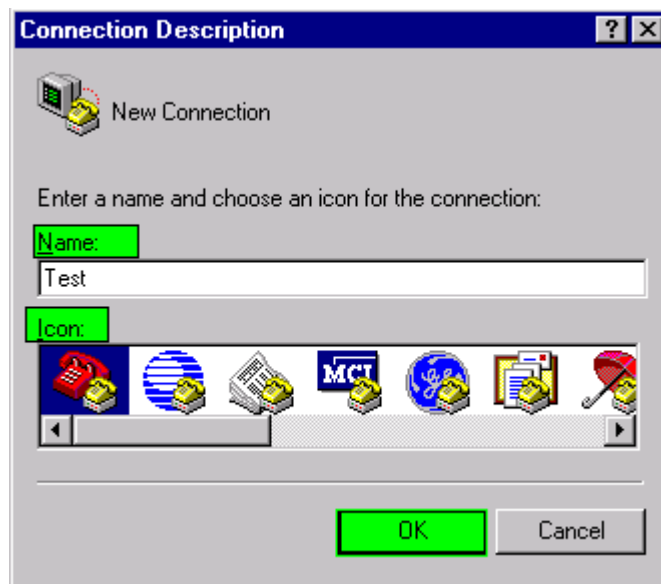 Connection Description
New Connection
Enter a name and choose an icon for the connection:
Name:
Test
Icon:
MCI
OK Cancel